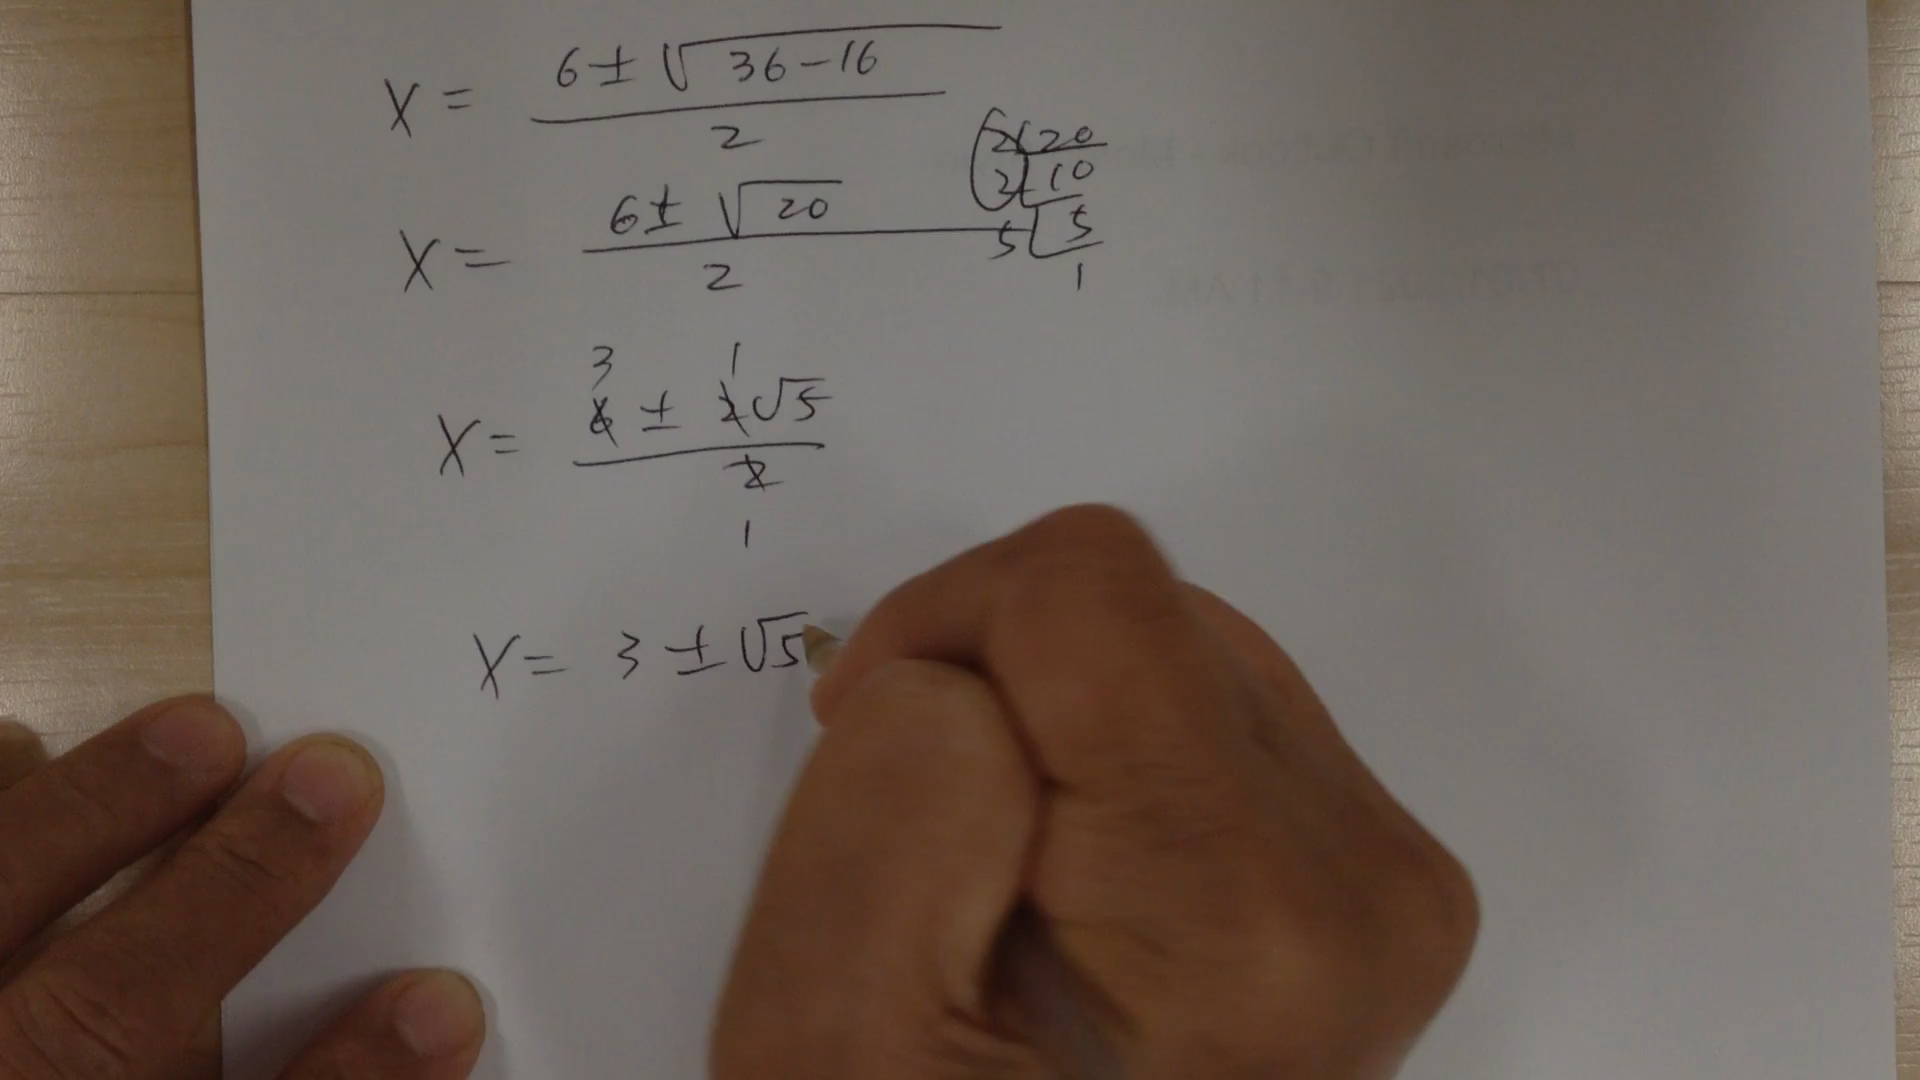 x = 6 ± √36-16 / 2
2 20
2 10
5 5
1
x = 6 ± √20 / 2
3 1
x = 6 ± 2√5 / 2
1
x = 3 ± √5